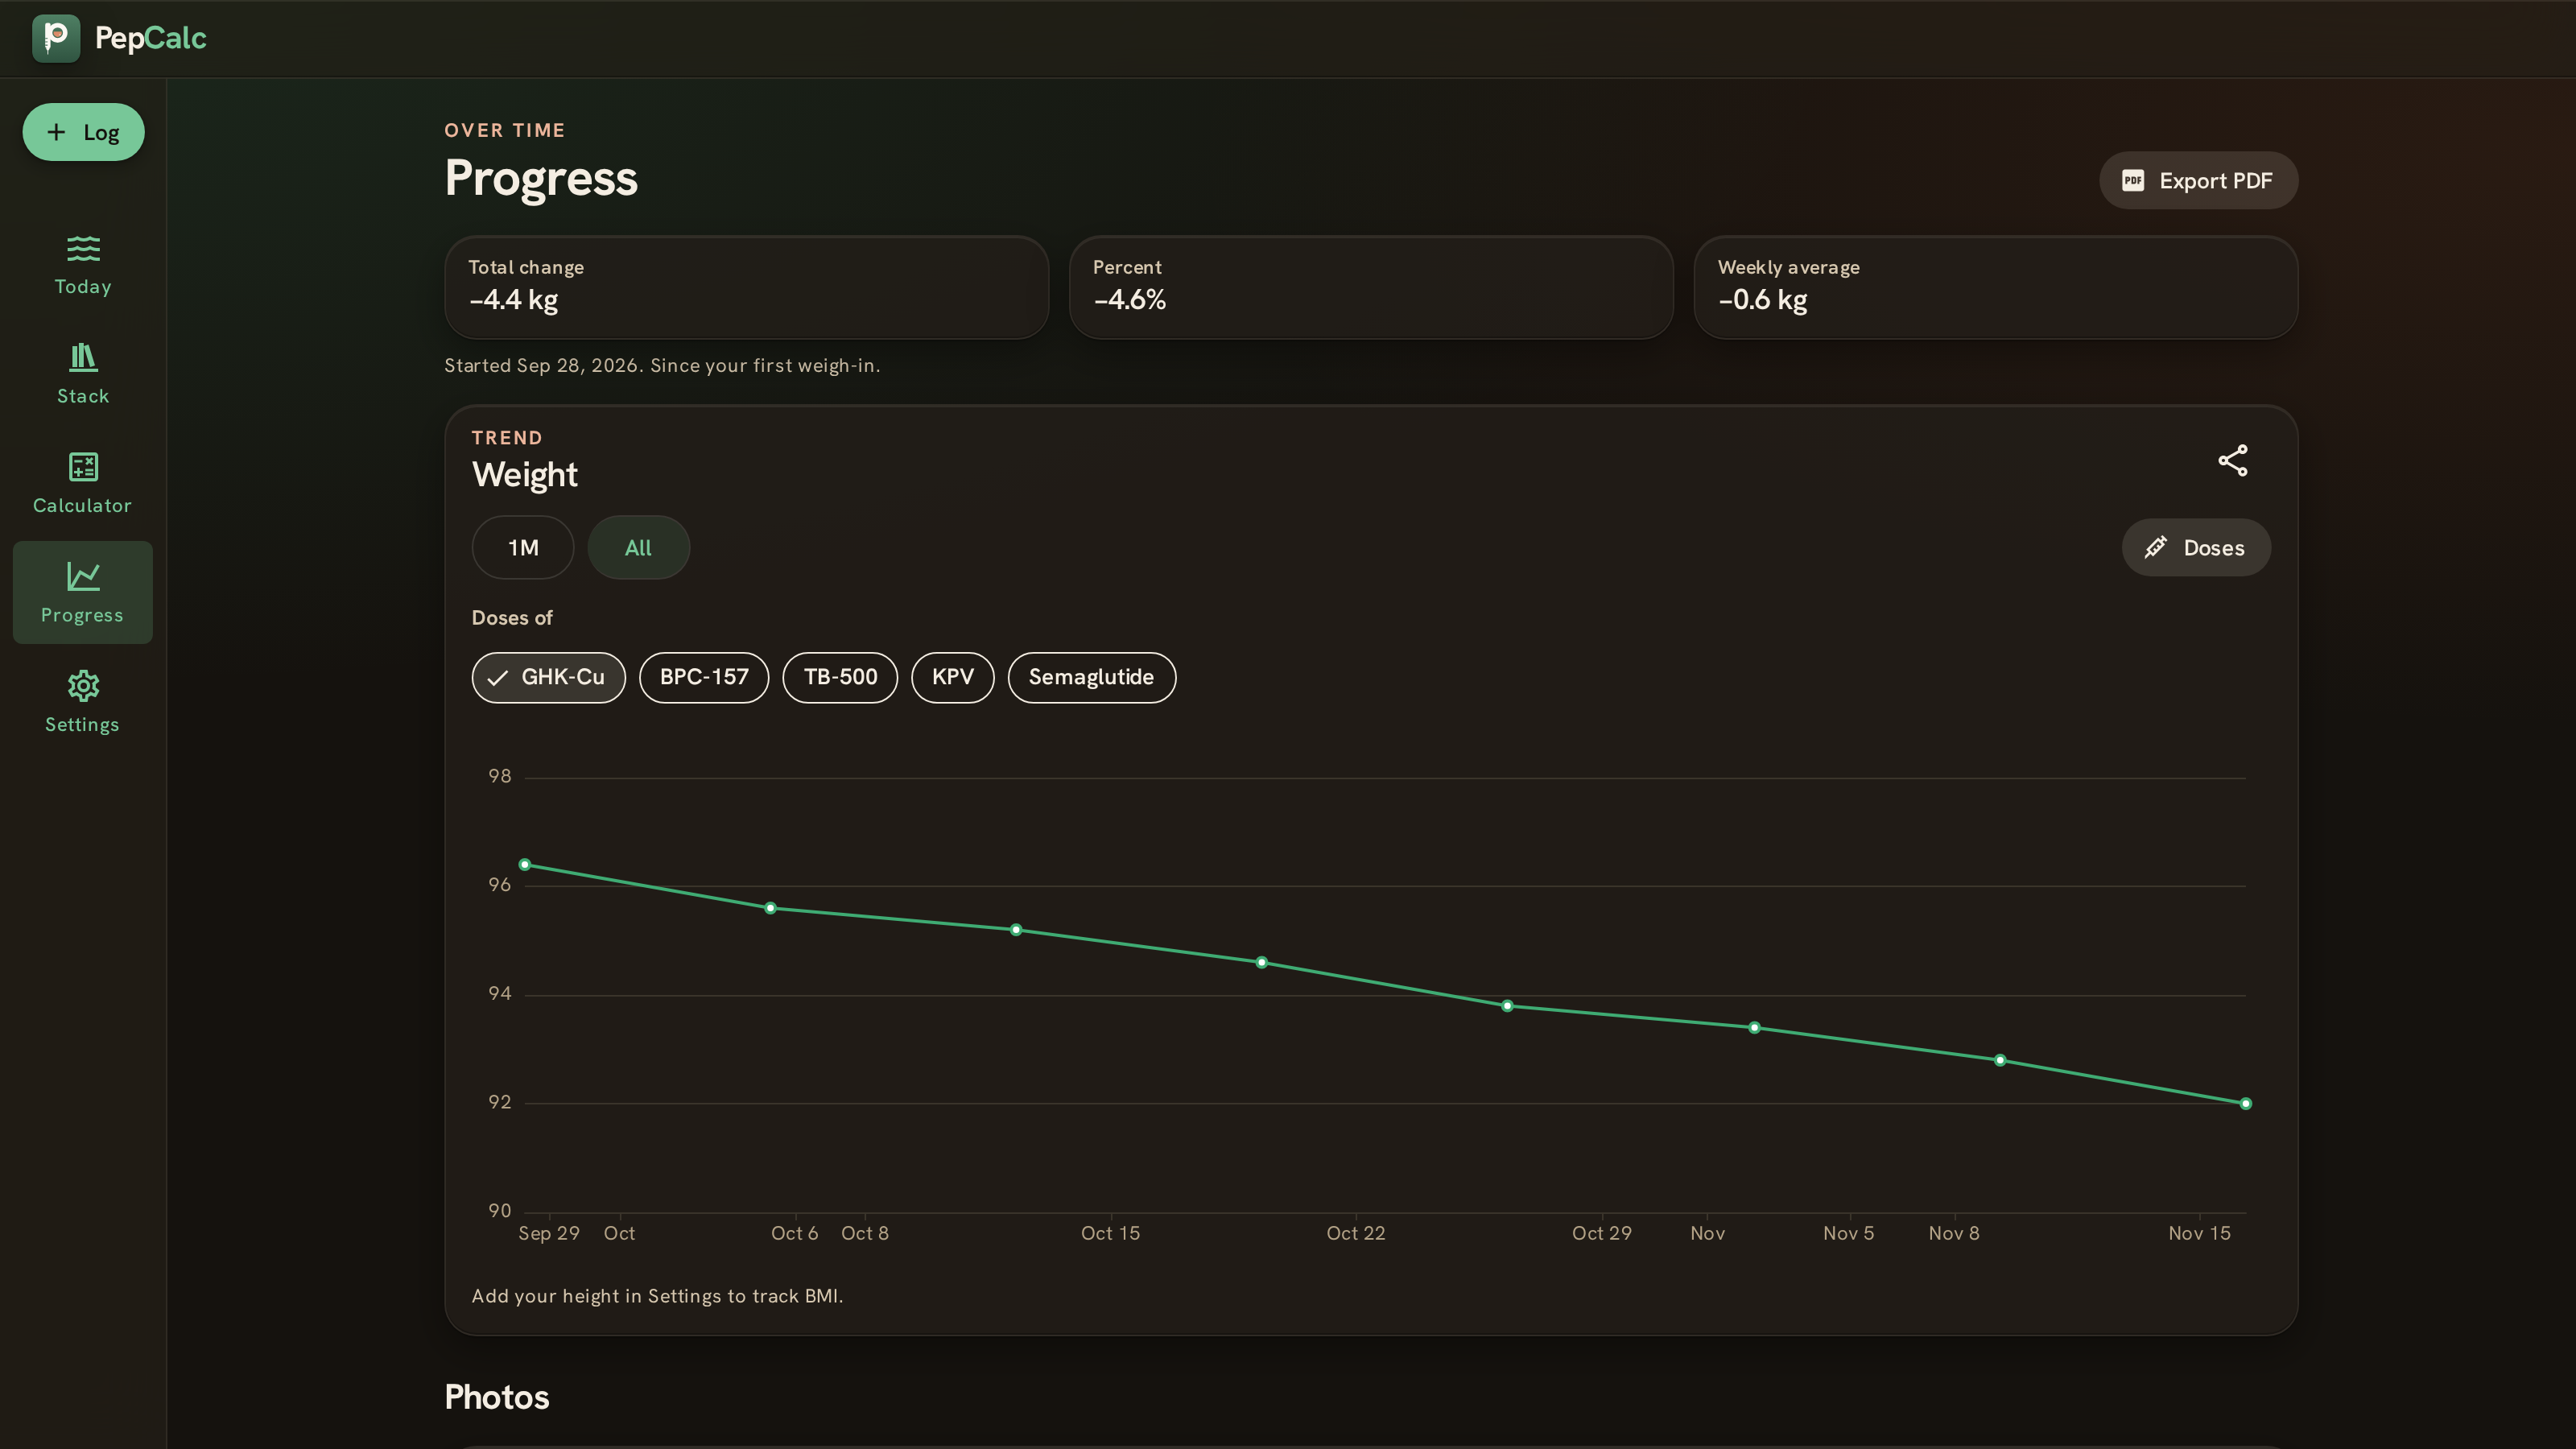 PepCalc
Log
Today
Stack
Calculator
Progress
Settings
OVER TIME
Progress
PDF Export PDF
Total change
–4.4 kg
Percent
–4.6%
Weekly average
–0.6 kg
Started Sep 28, 2026. Since your first weigh-in.
TREND
Weight
1M All
Doses
Doses of
GHK-Cu BPC-157 TB-500 KPV Semaglutide
98
96
94
92
90
Sep 29 Oct Oct 6 Oct 8 Oct 15 Oct 22 Oct 29 Nov Nov 5 Nov 8 Nov 15
Add your height in Settings to track BMI.
Photos